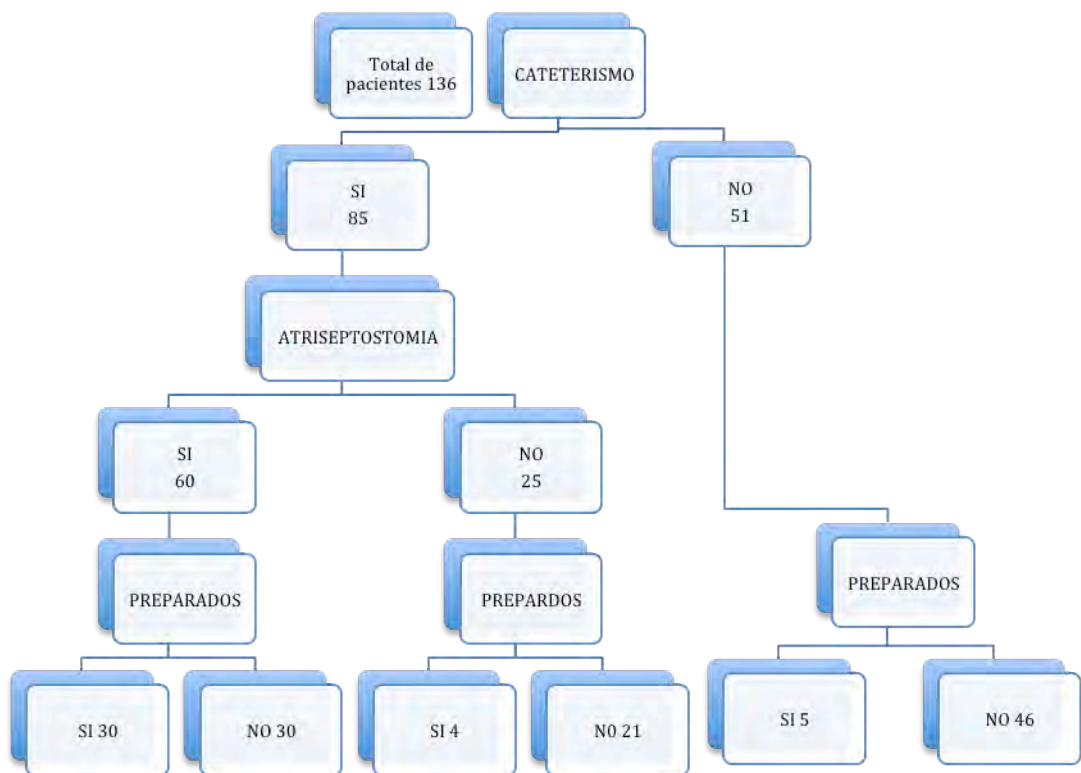 Total de
pacientes 136
CATETERISMO
SI
85
NO
51
ATRISEPTOSTOMIA
SI
60
NO
25
PREPARADOS
PREPARDOS
PREPARADOS
SI 30
NO 30
SI 4
N0 21
SI 5
NO 46